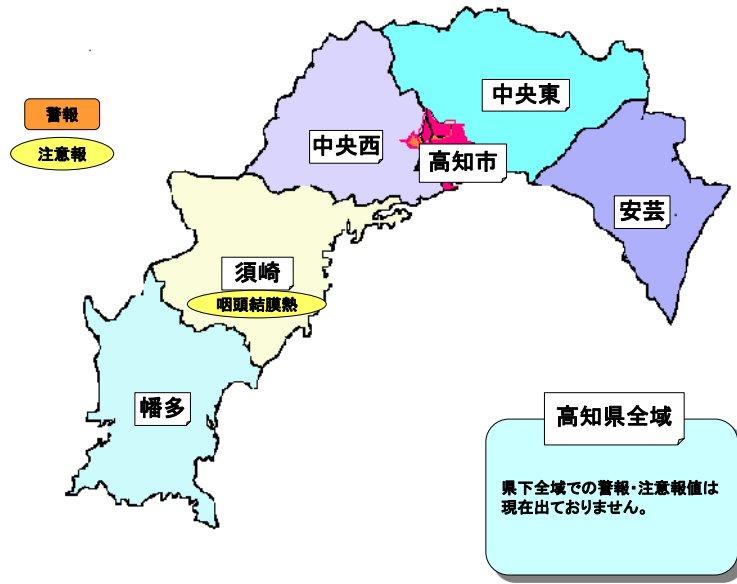 警報
注意報
中央東
中央西
高知市
安芸
須崎
咽頭結膜熱
幡多
高知県全域
県下全域での警報・注意報値は
現在出ておりません。